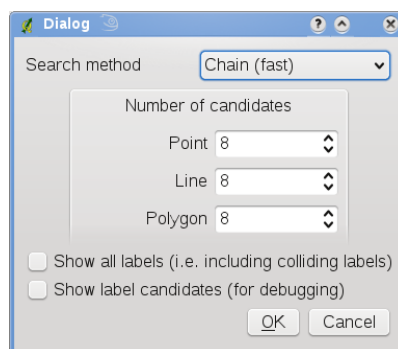 Dialog
Search method Chain (fast)
Number of candidates
Point 8
Line 8
Polygon 8
Show all labels (i.e. including colliding labels)
Show label candidates (for debugging)
OK Cancel